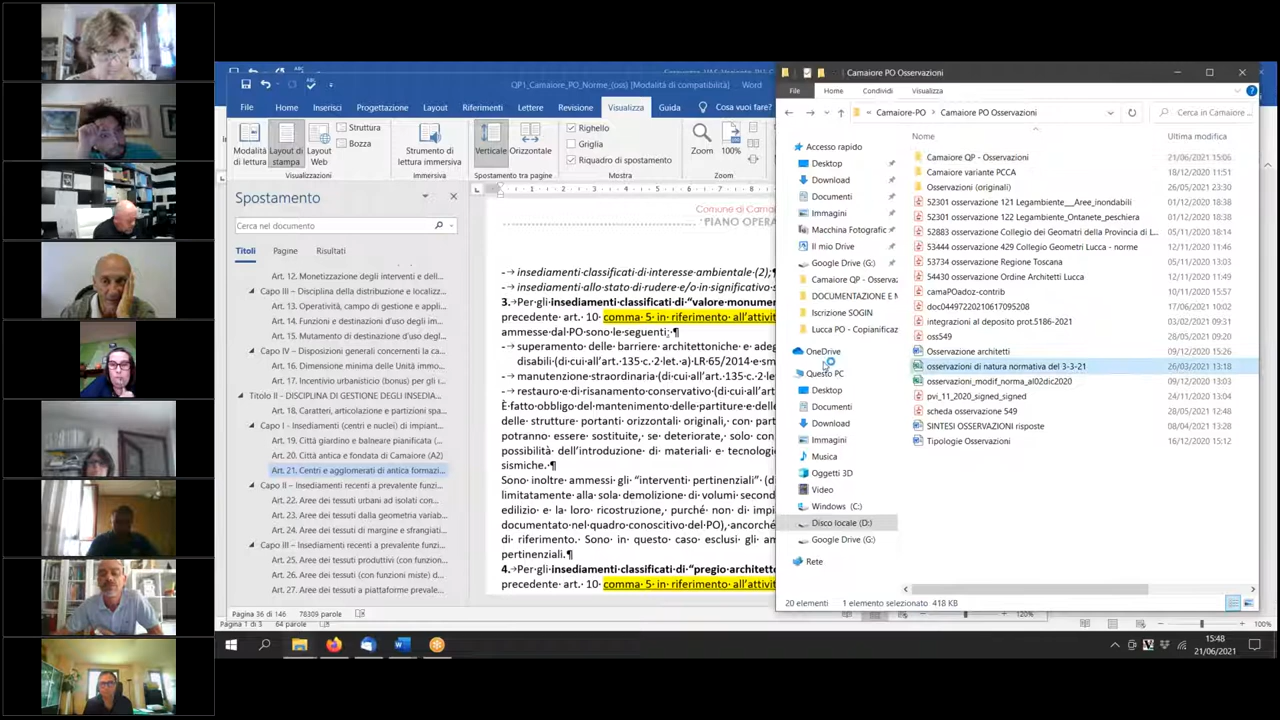 QP1_Camaiore_PO_Norme_(oss) [Modalità di compatibilità] - Word
File Home Inserisci Progettazione Layout Riferimenti Lettere Revisione Visualizza Guida Cosa vuoi fare?
Modalità di lettura
Layout di stampa
Layout Web
Struttura
Bozza
Visualizzazioni
Strumento di lettura immersiva
Immersiva
Verticale
Orizzontale
Spostamento tra pagine
Righello
Griglia
Riquadro di spostamento
Mostra
Zoom
100%
Zoom
Spostamento
Cerca nel documento
Titoli Pagine Risultati
Art. 12. Monetizzazione degli interventi e dell...
Capo III – Disciplina della distribuzione e localizz...
Art. 13. Operatività, campo di gestione e appli...
Art. 14. Funzioni e destinazioni d'uso degli im...
Art. 15. Mutamento di destinazioni d'uso degl...
Capo IV – Disposizioni generali concernenti la ca...
Art. 16. Dimensione minima delle Unità immo...
Art. 17. Incentivo urbanistico (bonus) per gli i...
Titolo II – DISCIPLINA DI GESTIONE DEGLI INSEDIA...
Art. 18. Caratteri, articolazione e partizioni spa...
Capo I - Insediamenti (centri e nuclei) di impiant...
Art. 19. Città giardino e balneare pianificata (...
Art. 20. Città antica e fondata di Camaiore (A2)
Art. 21. Centri e agglomerati di antica formazi...
Capo II – Insediamenti recenti a prevalente funzi...
Art. 22. Aree dei tessuti urbani ad isolati con...
Art. 23. Aree dei tessuti dalla geometria variab...
Art. 24. Aree dei tessuti di margine e sfrangiati...
Capo III – Insediamenti recenti a prevalente funzi...
Art. 25. Aree dei tessuti produttivi (con funzion...
Art. 26. Aree dei tessuti (con funzioni miste) d...
Art. 27. Aree dei tessuti a piattaforme prevale...
Comune di Cama
PIANO OPERA
-→ insediamenti·classificati·di·interesse·ambientale·(2);¶
-→ insediamenti·allo·stato·di·rudere·e/o·in·significativo·s
3.→Per·gli·insediamenti·classificati·di·"valore·monume
precedente· art.· 10· comma· 5· in· riferimento· all'attivit
ammesse·dal·PO·sono·le·seguenti:·¶
-→ superamento· delle· barriere· architettoniche· e· adeg
disabili·(di·cui·all'art.·135·c.·2·let.·a)·LR·65/2014·e·sm
-→ manutenzione·straordinaria·(di·cui·all'art.·135·c.·
-→ restauro·e·risanamento·conservativo·(di·cui·all'art.
È·fatto·obbligo·del·mantenimento·delle·partiture·e·dell
delle· strutture· portanti· orizzontali· originali,· con· par
potranno· essere· sostituite,· se· deteriorate,· solo· con·
possibilità· dell'introduzione· di· materiali· e· tecnologie
sismiche.·¶
Sono· inoltre· ammessi· gli· "interventi· pertinenziali"· (d
limitatamente· alla· sola· demolizione· di· volumi· second
edificio· e· la· loro· ricostruzione,· purché· non· di· impi
documentato·nel·quadro·conoscitivo·del·PO),·ancorché·
di· riferimento.· Sono· in· questo· caso· esclusi· gli· am
pertinenziali.¶
4.→Per·gli·insediamenti·classificati·di·"pregio·architetto
precedente· art.· 10· comma· 5· in· riferimento· all'attivit
Pagina 36 di 146 78309 parole 120%
Pagina 1 di 3 64 parole 100%
Camaiore PO Osservazioni
File Home Condividi Visualizza
« Camaiore-PO › Camaiore PO Osservazioni
Cerca in Camaiore ...
Accesso rapido
Desktop
Download
Documenti
Immagini
Macchina Fotografic
Il mio Drive
Google Drive (G:)
Camaiore QP - Osserva
DOCUMENTAZIONE E M
Iscrizione SOGIN
Lucca PO - Copianificaz
OneDrive
Questo PC
Desktop
Documenti
Download
Immagini
Musica
Oggetti 3D
Video
Windows (C:)
Disco locale (D:)
Google Drive (G:)
Rete
Nome Ultima modifica
Camaiore QP - Osservazioni 21/06/2021 15:06
Camaiore variante PCCA 18/12/2020 11:51
Osservazioni (originali) 26/05/2021 23:30
52301 osservazione 121 Legambiente___Aree_inondabili 01/12/2020 18:38
52301 osservazione 122 Legambiente_Ontanete_peschiera 01/12/2020 18:38
52883 osservazione Collegio dei Geometri della Provincia di L... 05/11/2020 18:14
53444 osservazione 429 Collegio Geometri Lucca - norme 12/11/2020 11:46
53734 osservazione Regione Toscana 13/11/2020 11:06
54430 osservazione Ordine Architetti Lucca 12/11/2020 11:49
camaPOadoz-contrib 10/11/2020 15:57
doc04497220210617095208 17/06/2021 10:02
integrazioni al deposito prot.5186-2021 03/02/2021 09:31
oss549 28/05/2021 09:20
Osservazione architetti 09/12/2020 15:26
osservazioni di natura normativa del 3-3-21 26/03/2021 13:18
osservazioni_modif_norma_al02dic2020 09/12/2020 13:03
pvi_11_2020_signed_signed 24/11/2020 13:04
scheda osservazione 549 28/05/2021 12:48
SINTESI OSSERVAZIONI risposte 08/04/2021 13:28
Tipologie Osservazioni 16/12/2020 15:12
20 elementi 1 elemento selezionato 418 KB
15:48
21/06/2021